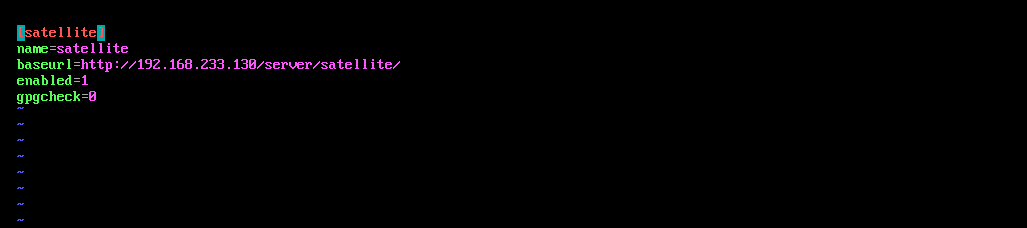 [satellite]
name=satellite
baseurl=http://192.168.233.130/server/satellite/
enabled=1
gpgcheck=0
~
~
~
~
~
~
~
~